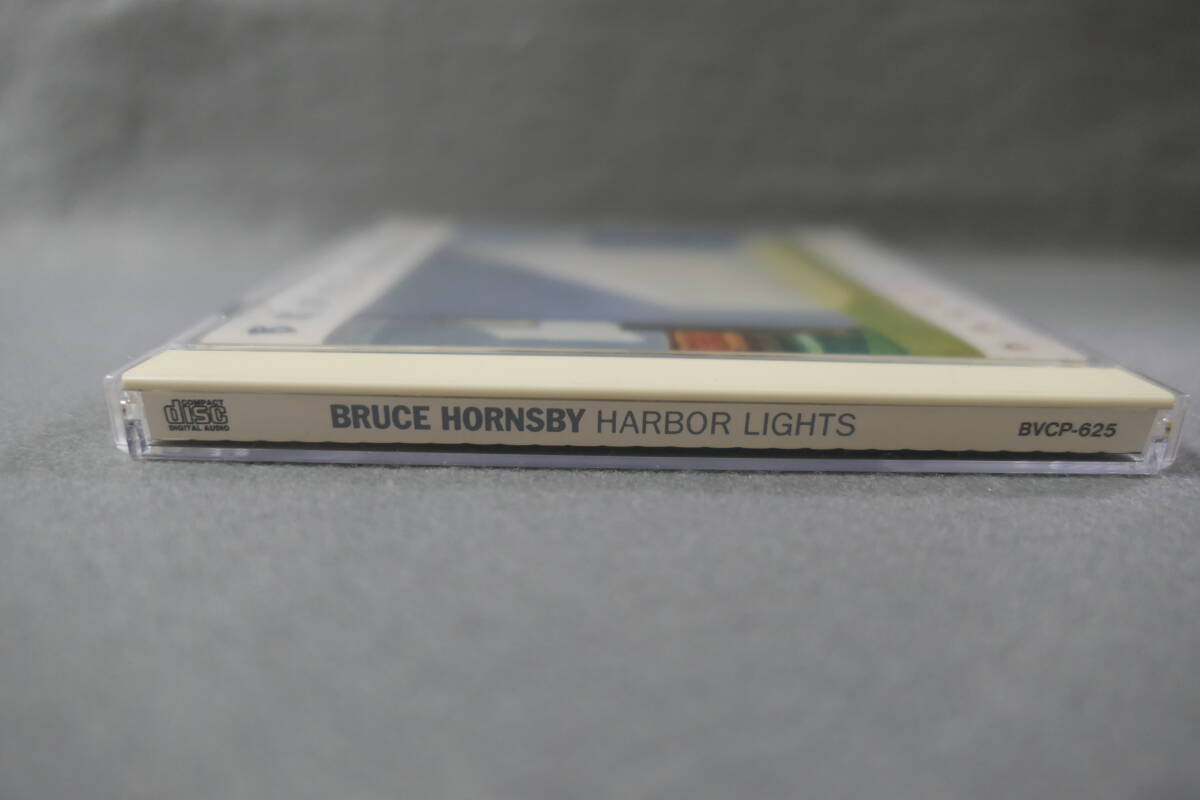 COMPACT
disc
DIGITAL AUDIO
BRUCE HORNSBY HARBOR LIGHTS
BVCP-625